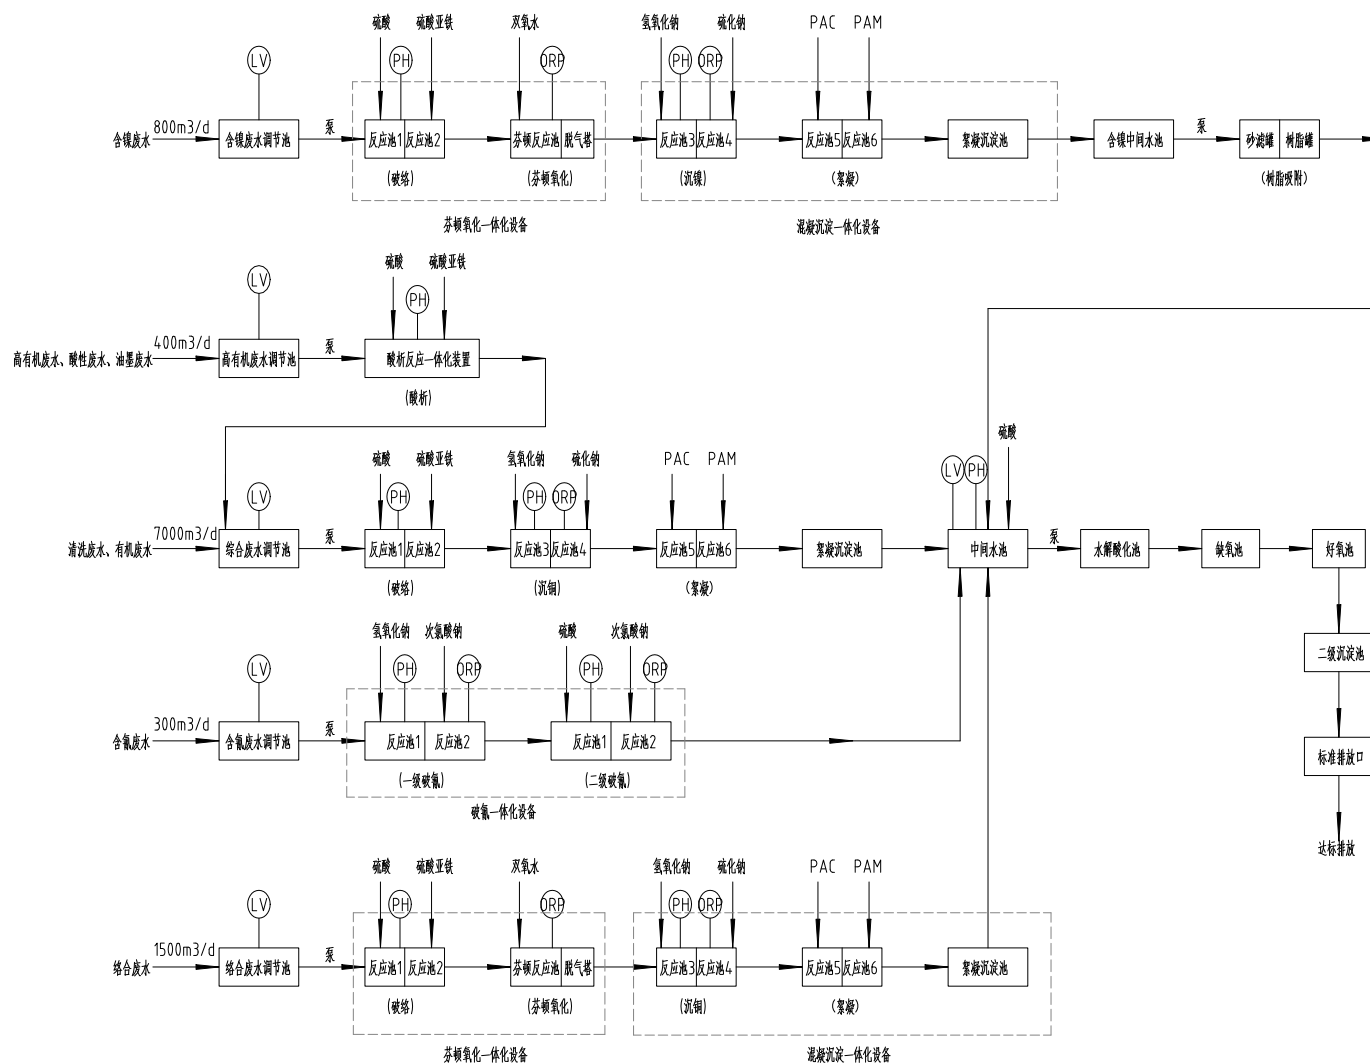 硫酸 硫酸亚铁 双氧水 氢氧化钠 硫化钠 PAC PAM
LV PH ORP PH ORP
含镍废水 800m3/d 含镍废水调节池 泵 反应池1 反应池2 芬顿反应池 脱气塔 反应池3 反应池4 反应池5 反应池6 絮凝沉淀池 含镍中间水池 泵 砂滤罐 树脂罐
(破络) (芬顿氧化) (沉镍) (絮凝) (树脂吸附)
芬顿氧化一体化设备 混凝沉淀一体化设备
硫酸 硫酸亚铁
LV PH
高有机废水、酸性废水、油墨废水 400m3/d 高有机废水调节池 泵 酸析反应一体化装置
(酸析)
硫酸 硫酸亚铁 氢氧化钠 硫化钠 PAC PAM 硫酸
LV PH PH ORP LV PH
清洗废水、有机废水 7000m3/d 综合废水调节池 泵 反应池1 反应池2 反应池3 反应池4 反应池5 反应池6 絮凝沉淀池 中间水池 泵 水解酸化池 缺氧池 好氧池
(破络) (沉铜) (絮凝)
氢氧化钠 次氯酸钠 硫酸 次氯酸钠
LV PH ORP PH ORP 二级沉淀池
含氰废水 300m3/d 含氰废水调节池 泵 反应池1 反应池2 反应池1 反应池2 标准排放口
(一级破氰) (二级破氰)
破氰一体化设备
达标排放
硫酸 硫酸亚铁 双氧水 氢氧化钠 硫化钠 PAC PAM
LV PH ORP PH ORP
络合废水 1500m3/d 络合废水调节池 泵 反应池1 反应池2 芬顿反应池 脱气塔 反应池3 反应池4 反应池5 反应池6 絮凝沉淀池
(破络) (芬顿氧化) (沉铜) (絮凝)
芬顿氧化一体化设备 混凝沉淀一体化设备